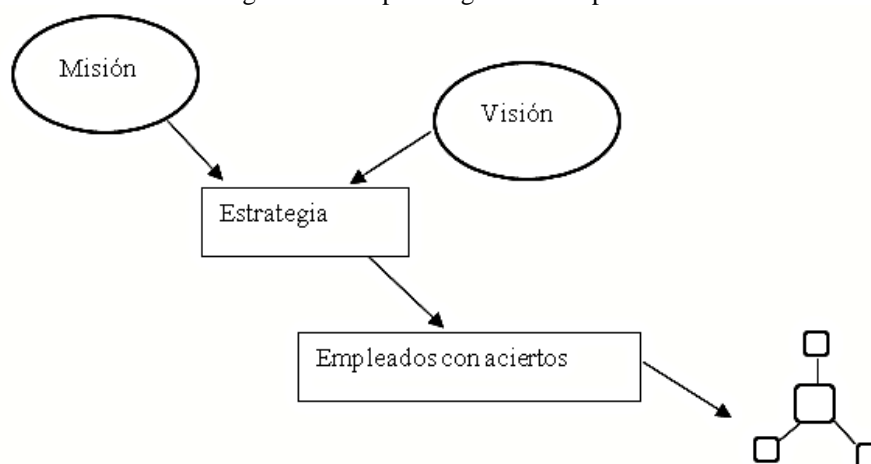 Misión
Visión
Estrategia
Empleados con aciertos